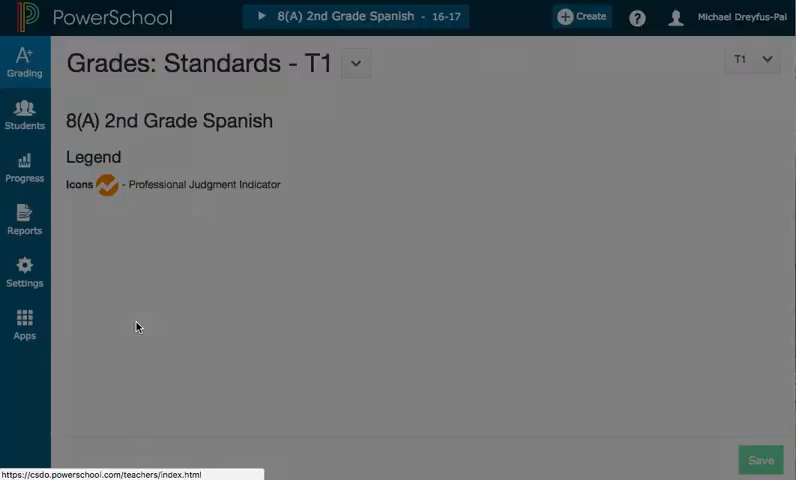 PowerSchool
8(A) 2nd Grade Spanish - 16-17
Create
?
Michael Dreyfus-Pai
A+
Grading
Students
Progress
Reports
Settings
Apps
Grades: Standards - T1
T1
8(A) 2nd Grade Spanish
Legend
Icons - Professional Judgment Indicator
Save
https://csdo.powerschool.com/teachers/index.html